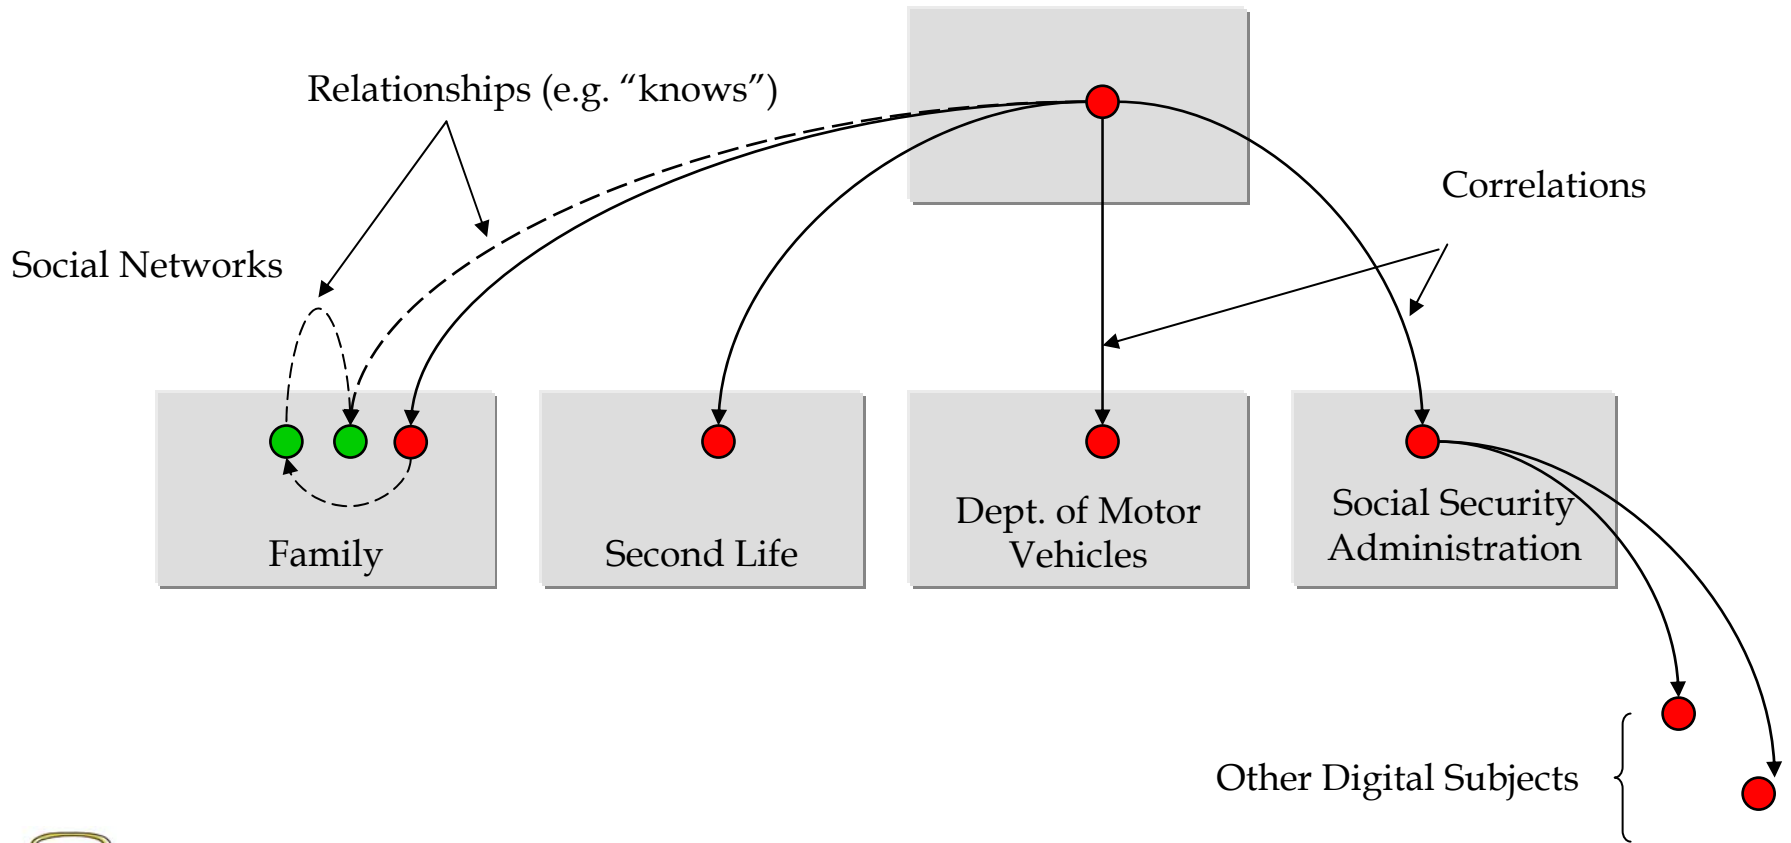 Relationships (e.g. “knows”)
Correlations
Social Networks
Family
Second Life
Dept. of Motor
Vehicles
Social Security
Administration
Other Digital Subjects